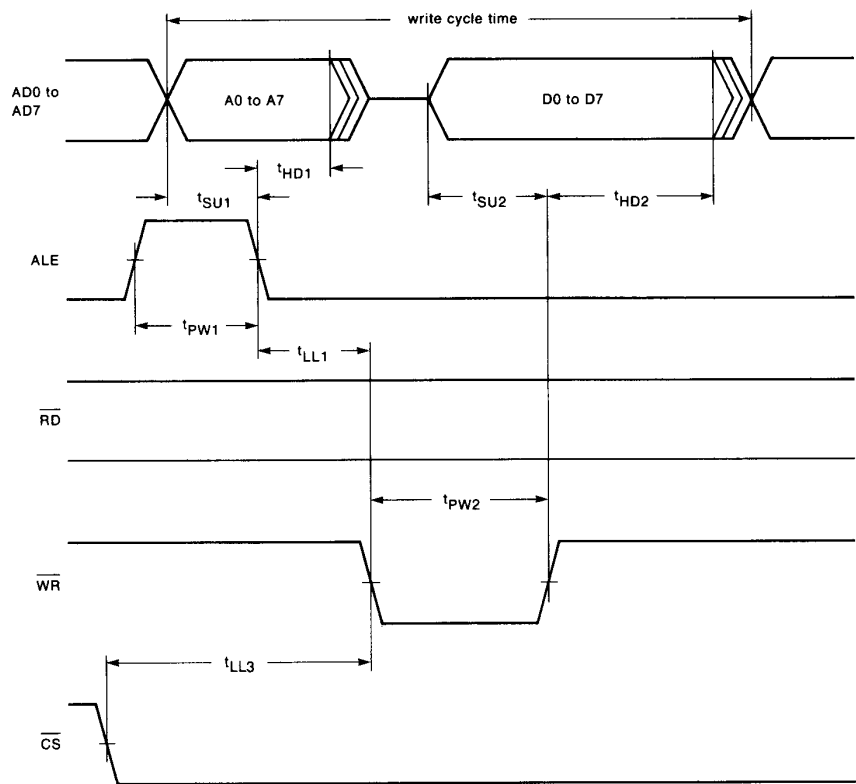 write cycle time
AD0 to
AD7
A0 to A7
D0 to D7
tHD1
tSU1
tSU2
tHD2
ALE
tPW1
tLL1
RD
tPW2
WR
tLL3
CS